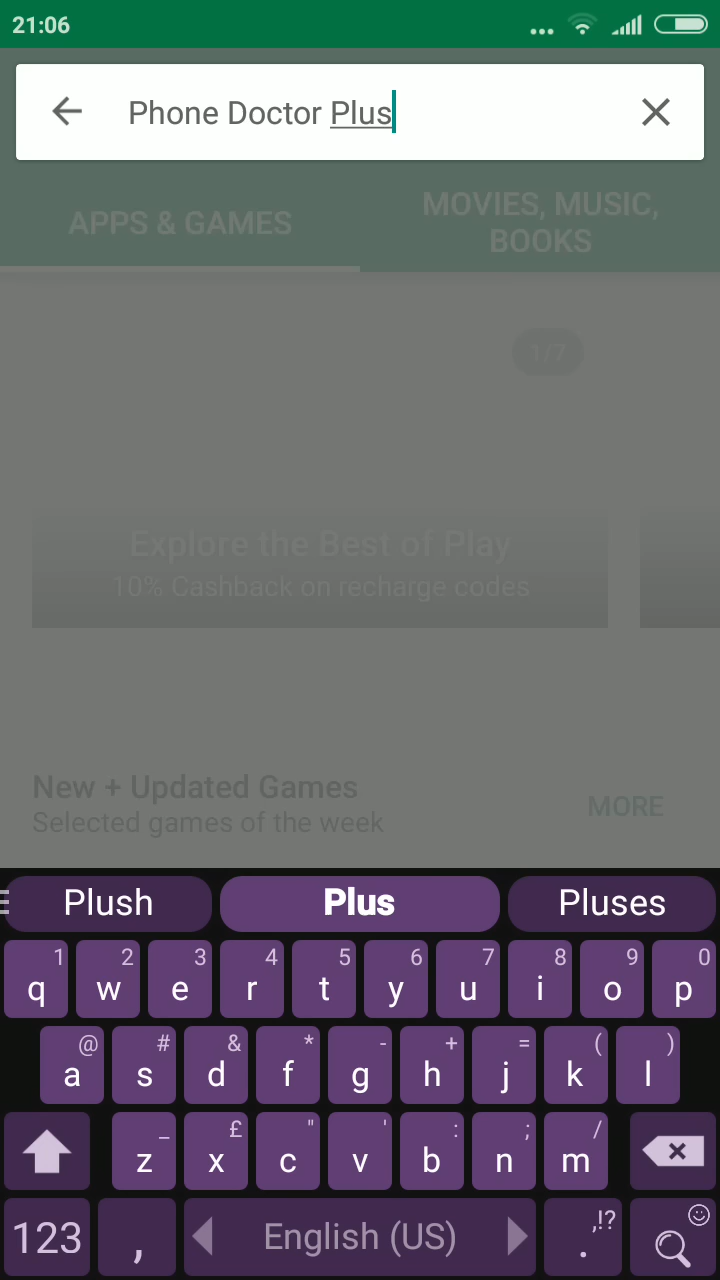 21:06
Phone Doctor Plus
APPS & GAMES
MOVIES, MUSIC,
BOOKS
1/7
Explore the Best of Play
10% Cashback on recharge codes
New + Updated Games
Selected games of the week
MORE
Plush Plus Pluses
1 2 3 4 5 6 7 8 9 0
q w e r t y u i o p
@ # & * - + = ( )
a s d f g h j k l
_ £ " ' : ; /
z x c v b n m
,!?
123 , English (US) .